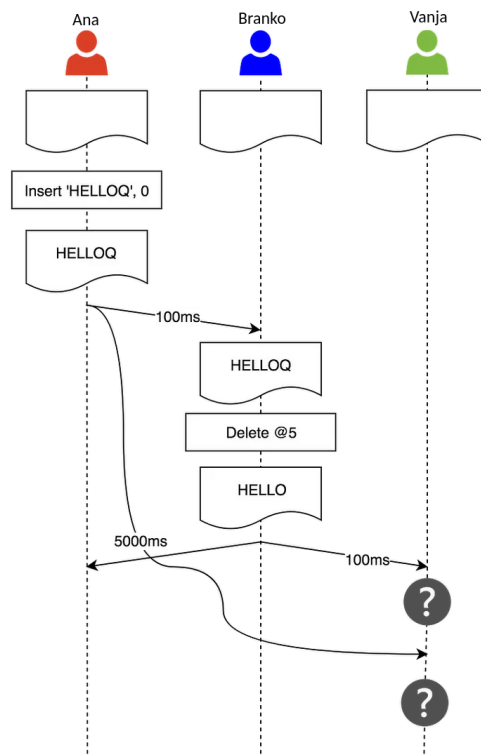 Ana
Branko
Vanja
Insert 'HELLOQ', 0
HELLOQ
100ms
HELLOQ
Delete @5
HELLO
5000ms
100ms
?
?